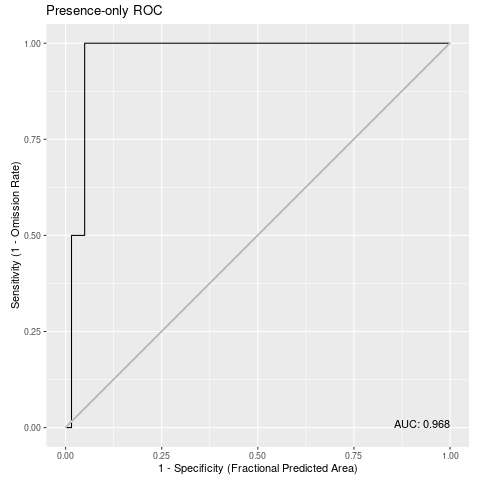 Presence-only ROC
Sensitivity (1 - Omission Rate)
1.00
0.75
0.50
0.25
0.00
AUC: 0.968
0.00 0.25 0.50 0.75 1.00
1 - Specificity (Fractional Predicted Area)